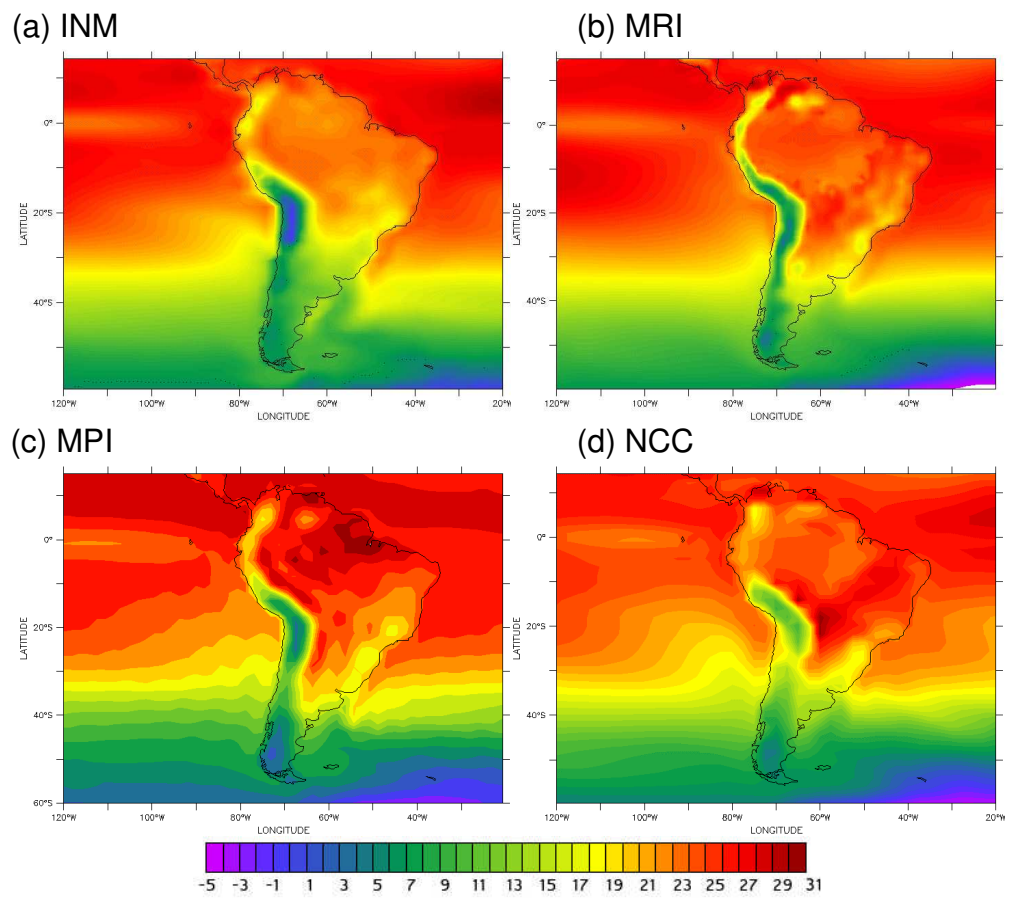 (a) INM
(b) MRI
0°
20°S
40°S
LATITUDE
120°W 100°W 80°W 60°W 40°W 20°W
LONGITUDE
0°
20°S
40°S
LATITUDE
120°W 100°W 80°W 60°W 40°W 20°W
LONGITUDE
(c) MPI
(d) NCC
0°
20°S
40°S
60°S
LATITUDE
120°W 100°W 80°W 60°W 40°W
LONGITUDE
0°
20°S
40°S
LATITUDE
120°W 100°W 80°W 60°W 40°W 20°W
LONGITUDE
-5 -3 -1 1 3 5 7 9 11 13 15 17 19 21 23 25 27 29 31